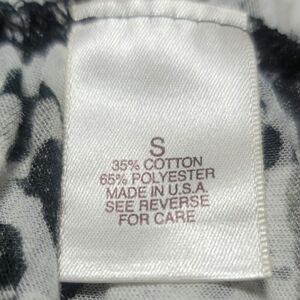 S
35% COTTON
65% POLYESTER
MADE IN U.S.A.
SEE REVERSE
FOR CARE